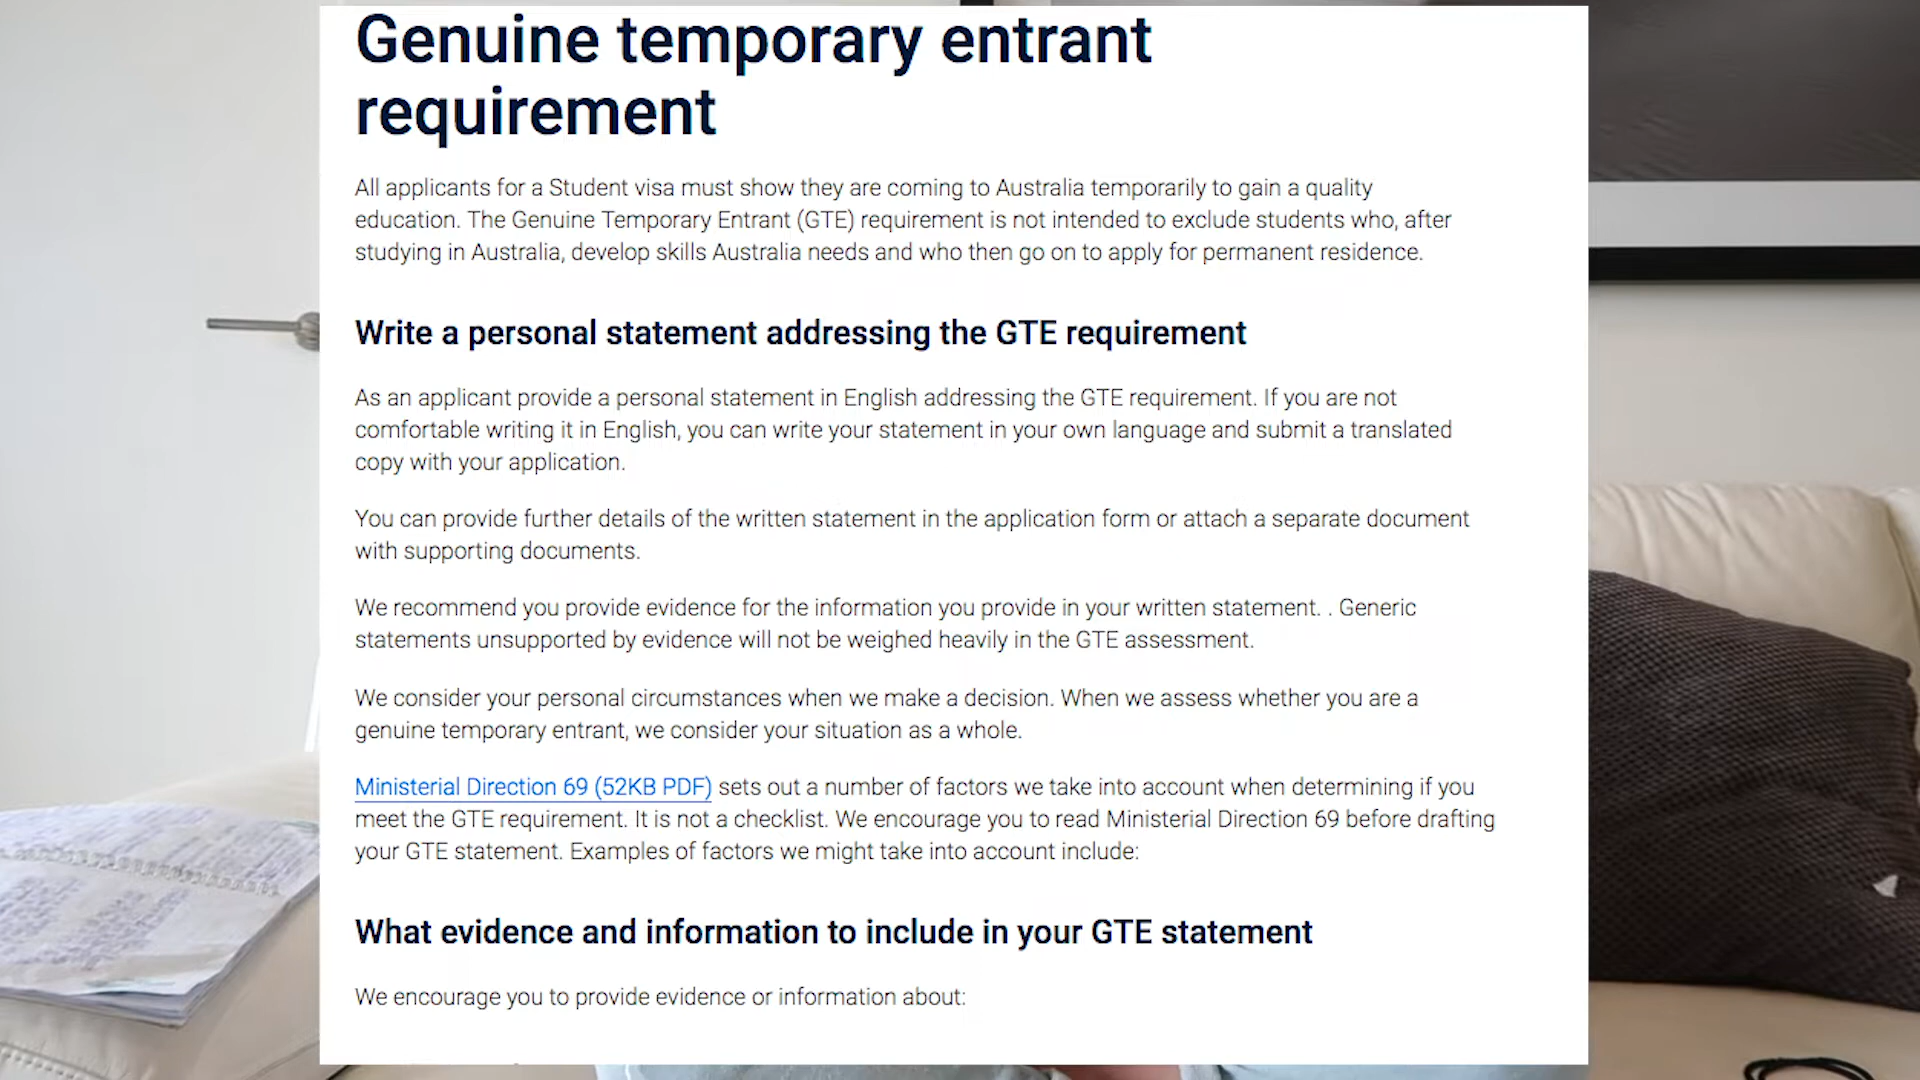 Genuine temporary entrant
requirement
All applicants for a Student visa must show they are coming to Australia temporarily to gain a quality
education. The Genuine Temporary Entrant (GTE) requirement is not intended to exclude students who, after
studying in Australia, develop skills Australia needs and who then go on to apply for permanent residence.
Write a personal statement addressing the GTE requirement
As an applicant provide a personal statement in English addressing the GTE requirement. If you are not
comfortable writing it in English, you can write your statement in your own language and submit a translated
copy with your application.
You can provide further details of the written statement in the application form or attach a separate document
with supporting documents.
We recommend you provide evidence for the information you provide in your written statement. . Generic
statements unsupported by evidence will not be weighed heavily in the GTE assessment.
We consider your personal circumstances when we make a decision. When we assess whether you are a
genuine temporary entrant, we consider your situation as a whole.
Ministerial Direction 69 (52KB PDF) sets out a number of factors we take into account when determining if you
meet the GTE requirement. It is not a checklist. We encourage you to read Ministerial Direction 69 before drafting
your GTE statement. Examples of factors we might take into account include:
What evidence and information to include in your GTE statement
We encourage you to provide evidence or information about: